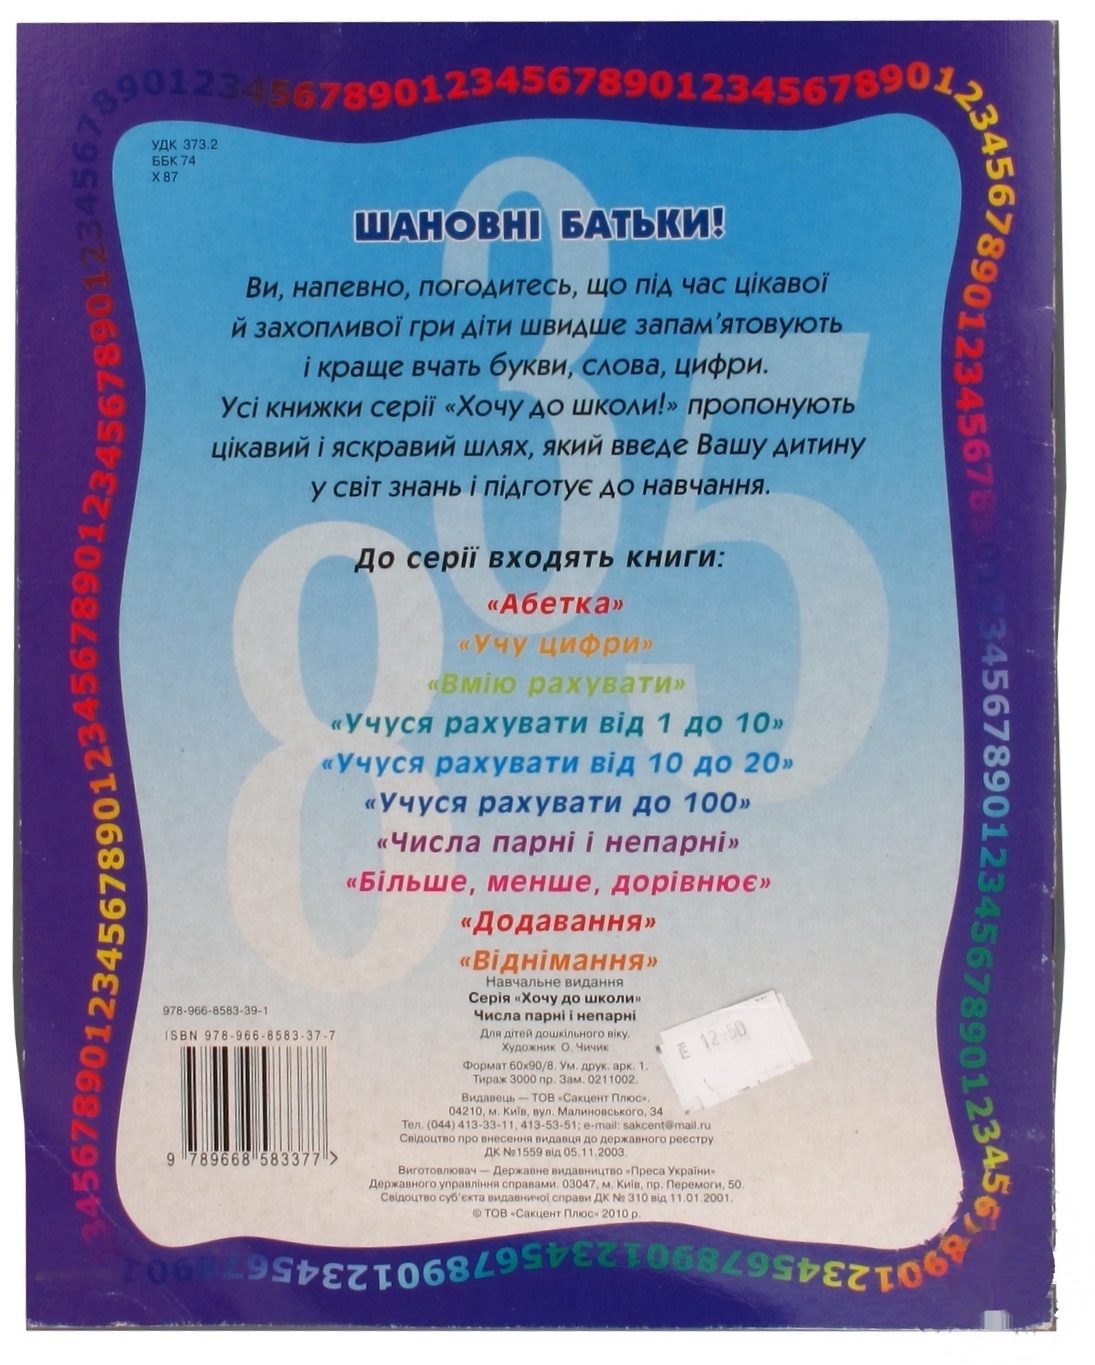 1234567890123456789012345678901234567890
УДК 373.2
ББК 74
Х 87
ШАНОВНІ БАТЬКИ!
Ви, напевно, погодитесь, що під час цікавої
й захопливої гри діти швидше запам'ятовують
і краще вчать букви, слова, цифри.
Усі книжки серії «Хочу до школи!» пропонують
цікавий і яскравий шлях, який введе Вашу дитину
у світ знань і підготує до навчання.
3 5 8
До серії входять книги:
«Абетка»
«Учу цифри»
«Вмію рахувати»
«Учуся рахувати від 1 до 10»
«Учуся рахувати від 10 до 20»
«Учуся рахувати до 100»
«Числа парні і непарні»
«Більше, менше, дорівнює»
«Додавання»
«Віднімання»
Навчальне видання
Серія «Хочу до школи»
Числа парні і непарні
Для дітей дошкільного віку.
Художник О. Чичик
Формат 60x90/8. Ум. друк. арк. 1.
Тираж 3000 пр. Зам. 0211002.
Видавець — ТОВ «Сакцент Плюс».
04210, м. Київ, вул. Малиновського, 34
Тел. (044) 413-33-11, 413-53-51; e-mail: sakcent@mail.ru
Свідоцтво про внесення видавця до державного реєстру
ДК №1559 від 05.11.2003.
Виготовлювач — Державне видавництво «Преса України»
Державного управління справами. 03047, м. Київ, пр. Перемоги, 50.
Свідоцтво суб'єкта видавничої справи ДК № 310 від 11.01.2001.
© ТОВ «Сакцент Плюс» 2010 р.
978-966-8583-39-1
ISBN 978-966-8583-37-7
9 789668 583377 >